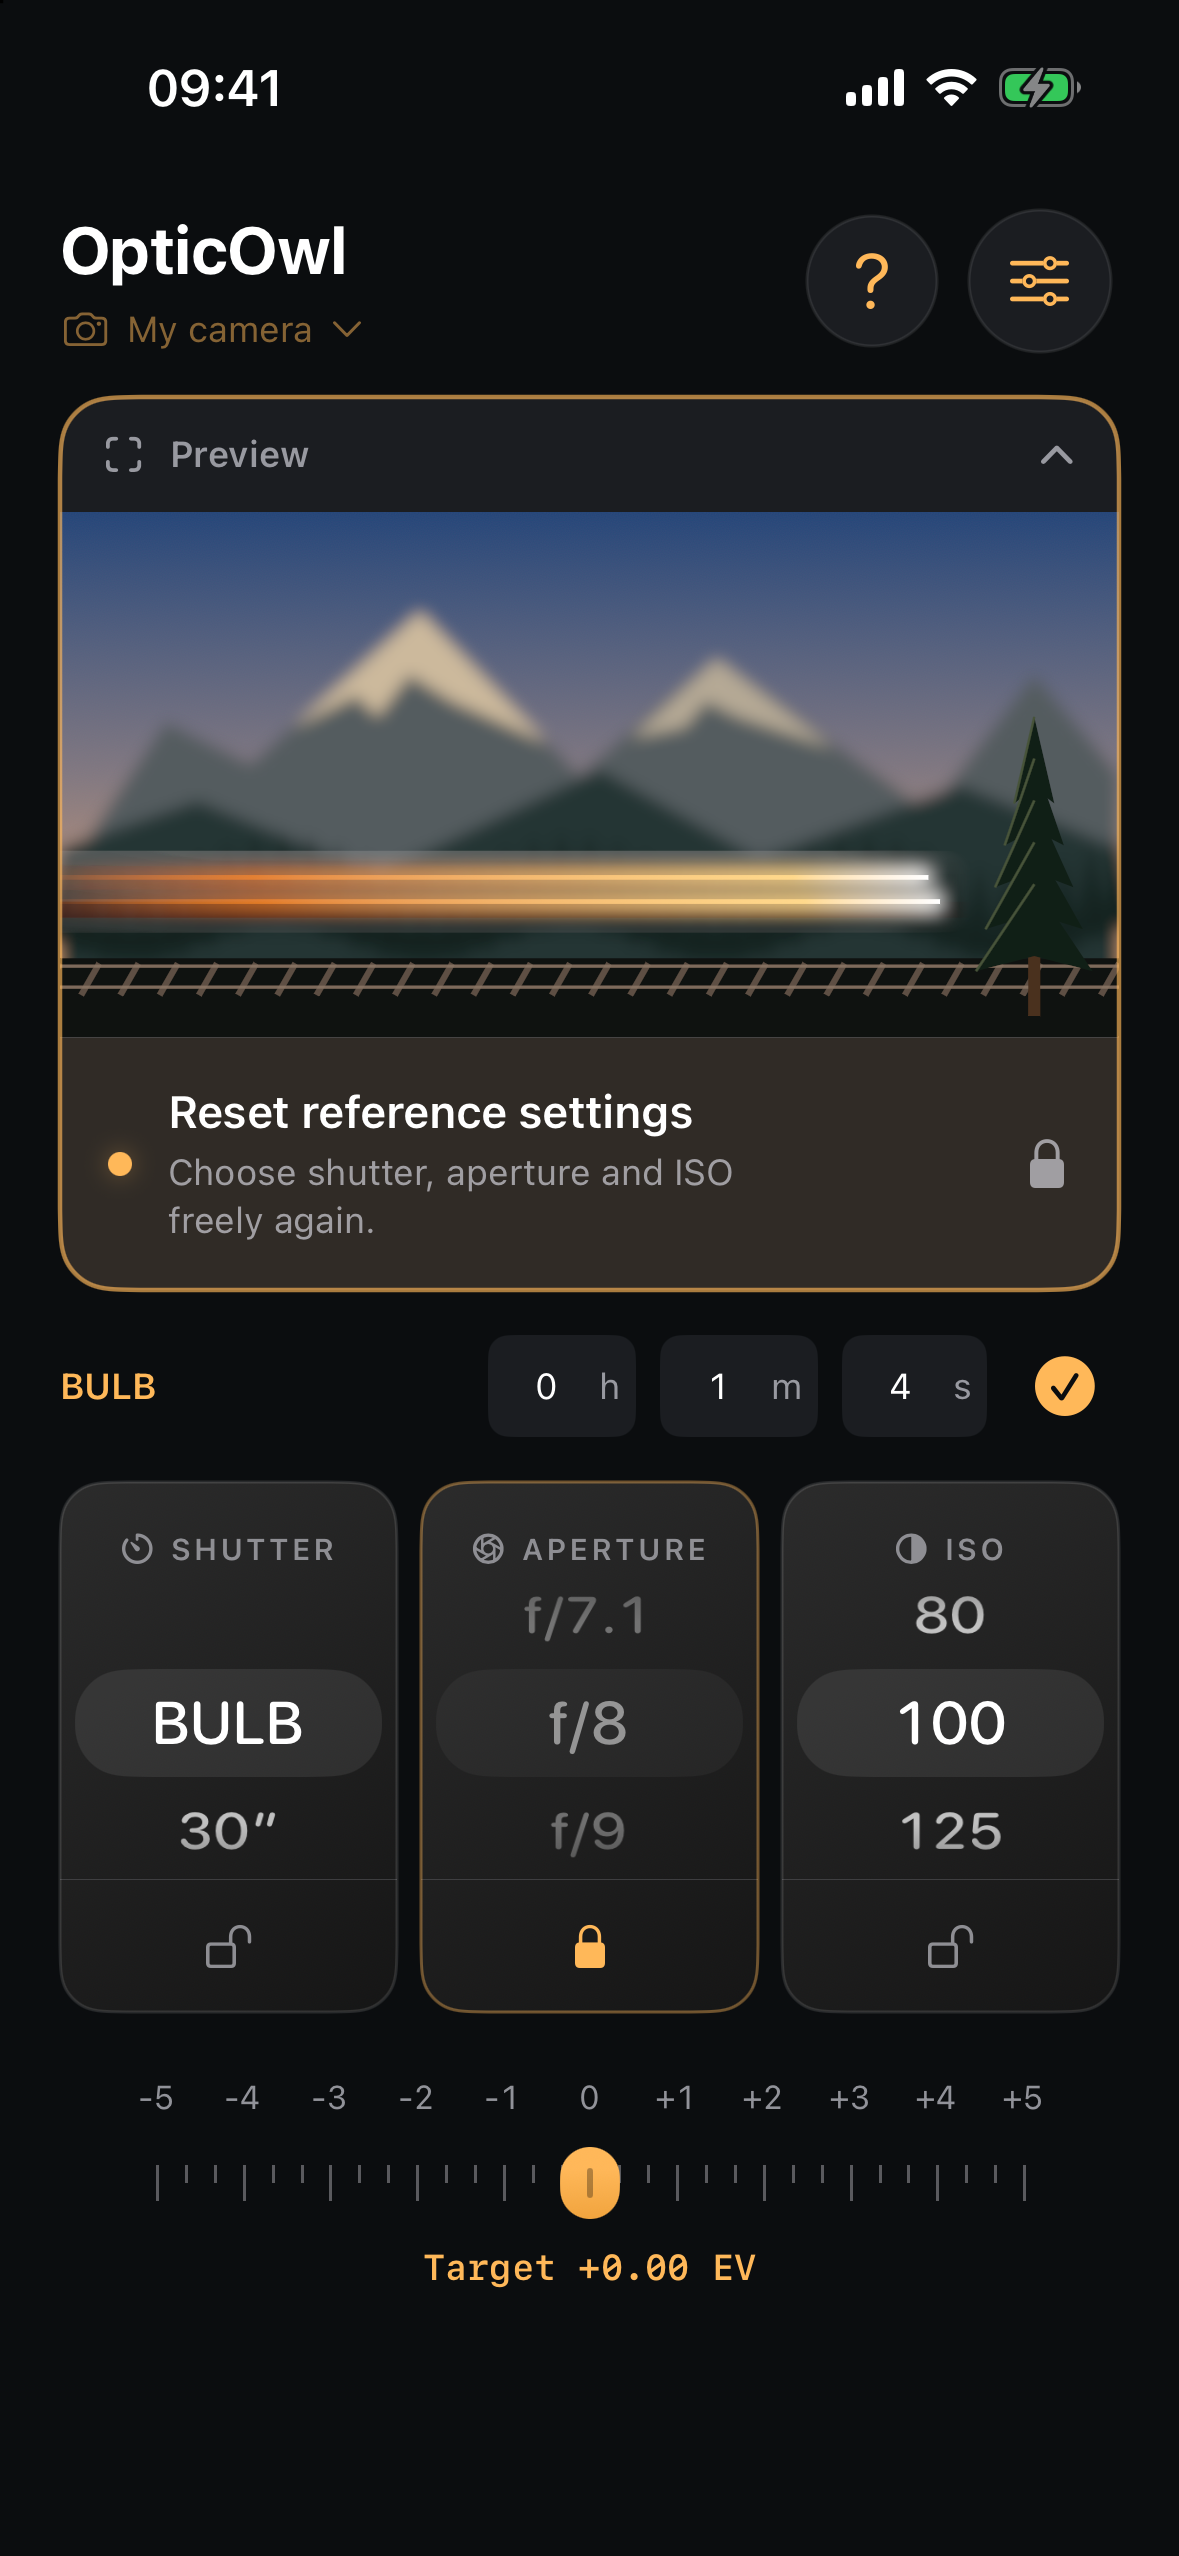 09:41
OpticOwl
My camera
Preview
Reset reference settings
Choose shutter, aperture and ISO
freely again.
BULB 0 h 1 m 4 s
SHUTTER APERTURE ISO
f/7.1 80
BULB f/8 100
30″ f/9 125
-5 -4 -3 -2 -1 0 +1 +2 +3 +4 +5
Target +0.00 EV